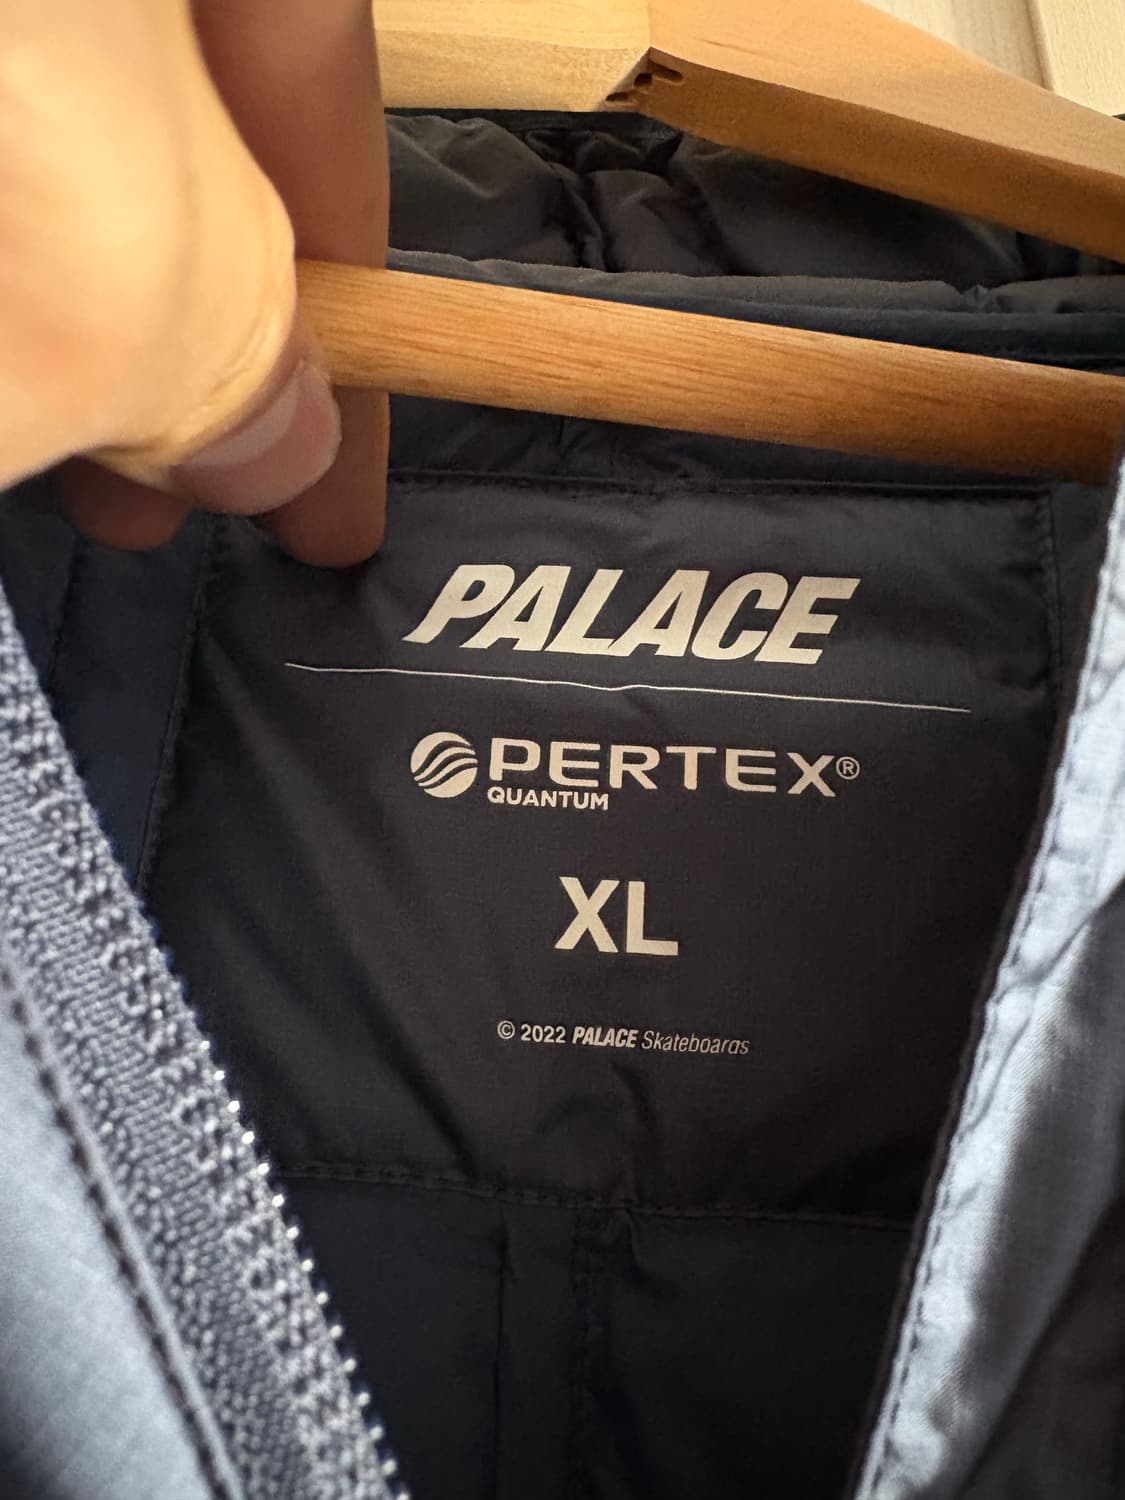 PALACE
PERTEX®
QUANTUM
XL
© 2022 PALACE Skateboards